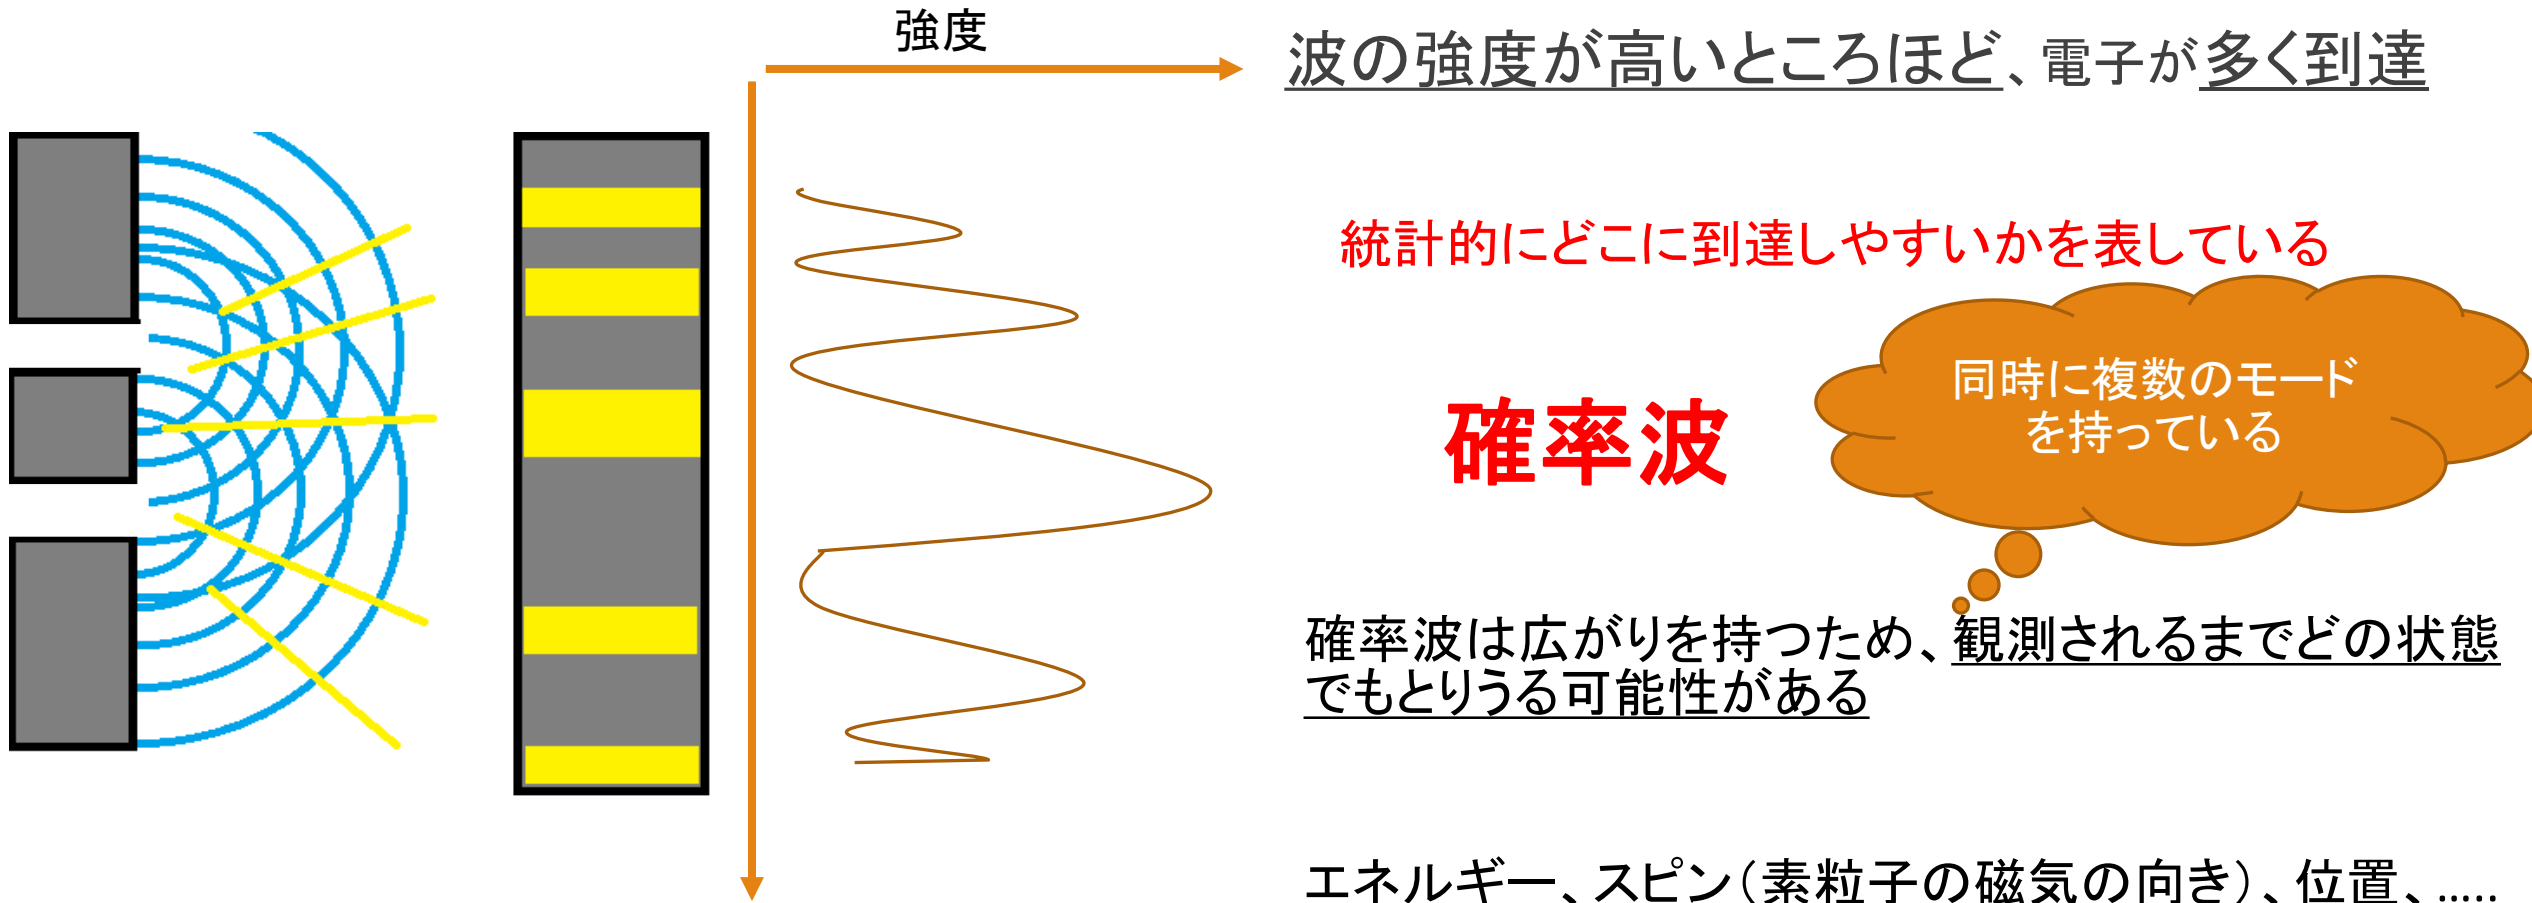 強度
波の強度が高いところほど、電子が多く到達
統計的にどこに到達しやすいかを表している
同時に複数のモード
を持っている
確率波
確率波は広がりを持つため、観測されるまでどの状態
でもとりうる可能性がある
エネルギー、スピン（素粒子の磁気の向き）、位置、.....